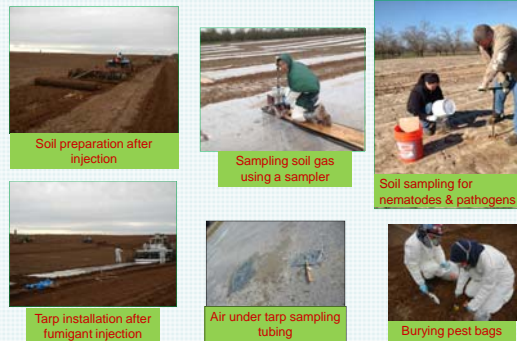 Soil preparation after
injection
Sampling soil gas
using a sampler
Soil sampling for
nematodes & pathogens
Tarp installation after
fumigant injection
Air under tarp sampling
tubing
Burying pest bags